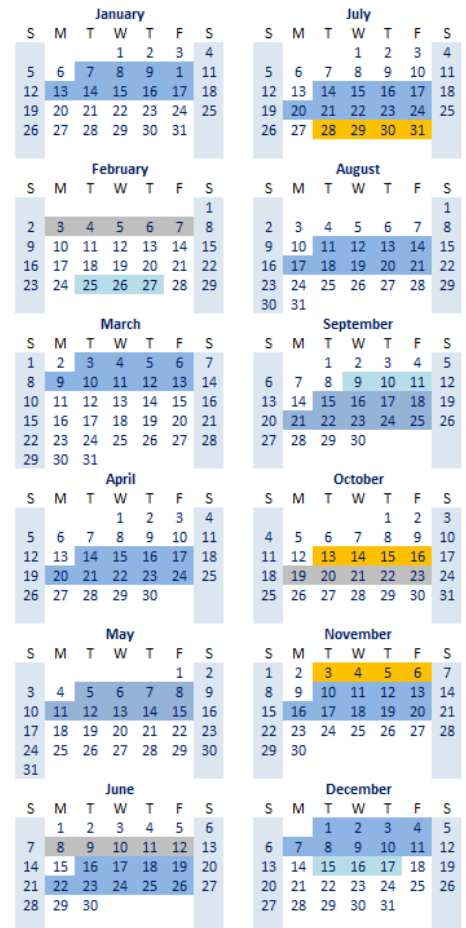 January
S M T W T F S
1 2 3 4
5 6 7 8 9 1 11
12 13 14 15 16 17 18
19 20 21 22 23 24 25
26 27 28 29 30 31
February
S M T W T F S
1
2 3 4 5 6 7 8
9 10 11 12 13 14 15
16 17 18 19 20 21 22
23 24 25 26 27 28 29
March
S M T W T F S
1 2 3 4 5 6 7
8 9 10 11 12 13 14
10 11 12 13 14 15 16
15 16 17 18 19 20 21
22 23 24 25 26 27 28
29 30 31
April
S M T W T F S
1 2 3 4
5 6 7 8 9 10 11
12 13 14 15 16 17 18
19 20 21 22 23 24 25
26 27 28 29 30
May
S M T W T F S
1 2
3 4 5 6 7 8 9
10 11 12 13 14 15 16
17 18 19 20 21 22 23
24 25 26 27 28 29 30
31
June
S M T W T F S
1 2 3 4 5 6
7 8 9 10 11 12 13
14 15 16 17 18 19 20
21 22 23 24 25 26 27
28 29 30
July
S M T W T F S
1 2 3 4
5 6 7 8 9 10 11
12 13 14 15 16 17 18
19 20 21 22 23 24 25
26 27 28 29 30 31
August
S M T W T F S
1
2 3 4 5 6 7 8
9 10 11 12 13 14 15
16 17 18 19 20 21 22
23 24 25 26 27 28 29
30 31
September
S M T W T F S
1 2 3 4 5
6 7 8 9 10 11 12
13 14 15 16 17 18 19
20 21 22 23 24 25 26
27 28 29 30
October
S M T W T F S
1 2 3
4 5 6 7 8 9 10
11 12 13 14 15 16 17
18 19 20 21 22 23 24
25 26 27 28 29 30 31
November
S M T W T F S
1 2 3 4 5 6 7
8 9 10 11 12 13 14
15 16 17 18 19 20 21
22 23 24 25 26 27 28
29 30
December
S M T W T F S
1 2 3 4 5
6 7 8 9 10 11 12
13 14 15 16 17 18 19
20 21 22 23 24 25 26
27 28 29 30 31